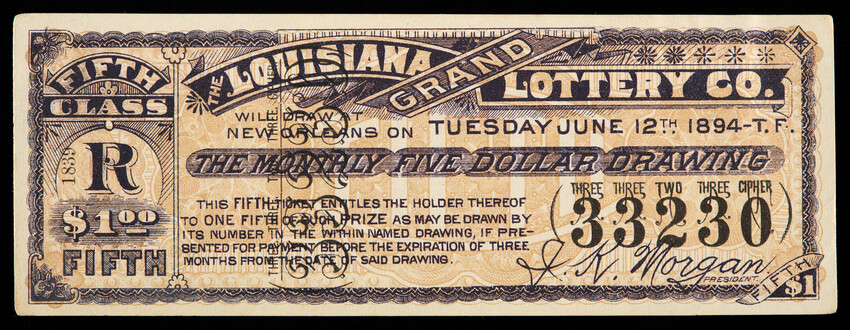 FIFTH
CLASS
1839
R
$1.00
FIFTH
THE LOUISIANA GRAND LOTTERY CO.
WILL DRAW AT
NEW ORLEANS ON TUESDAY JUNE 12TH. 1894-T.F.
THE MONTHLY FIVE DOLLAR DRAWING
THIS FIFTH TICKET ENTITLES THE HOLDER THEREOF
TO ONE FIFTH OF SUCH PRIZE AS MAY BE DRAWN BY
ITS NUMBER IN THE WITHIN NAMED DRAWING, IF PRE-
SENTED FOR PAYMENT BEFORE THE EXPIRATION OF THREE
MONTHS FROM THE DATE OF SAID DRAWING.
THREE THREE TWO THREE CIPHER
33230
J. K. Morgan.
PRESIDENT.
FIFTH
$1